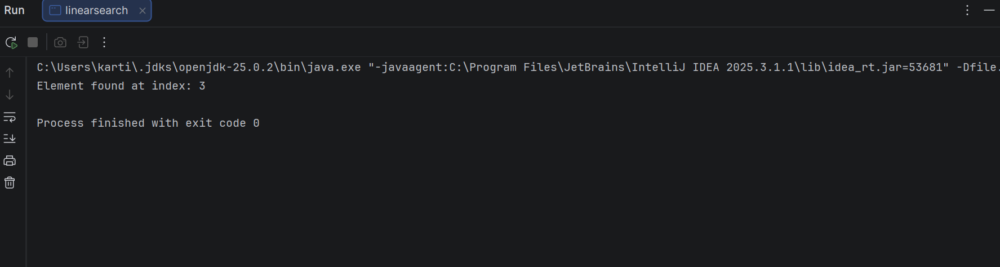 Run linearsearch
C:\Users\karti\.jdks\openjdk-25.0.2\bin\java.exe "-javaagent:C:\Program Files\JetBrains\IntelliJ IDEA 2025.3.1.1\lib\idea_rt.jar=53681" -Dfile.
Element found at index: 3
Process finished with exit code 0